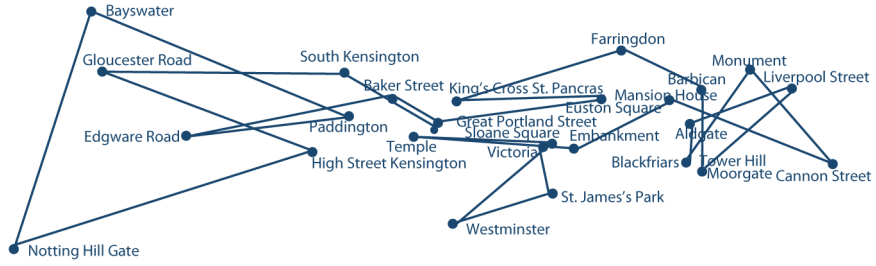 Bayswater
Farringdon
South Kensington
Gloucester Road
Monument
Barbican
Liverpool Street
Baker Street
King's Cross St. Pancras
Mansion House
Euston Square
Paddington
Great Portland Street
Edgware Road
Sloane Square
Embankment
Aldgate
Temple
Victoria
High Street Kensington
Blackfriars
Tower Hill
Moorgate
Cannon Street
St. James's Park
Westminster
Notting Hill Gate